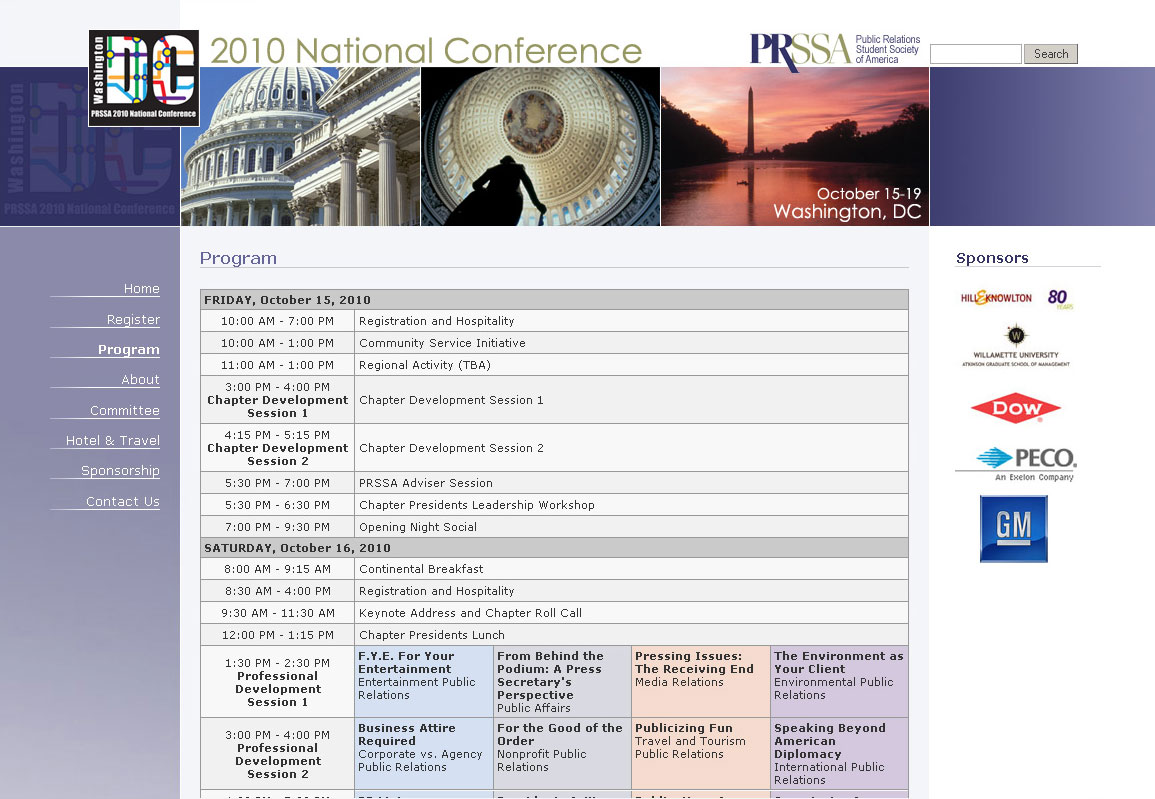 Washington
DC
PRSSA 2010 National Conference
2010 National Conference
PRSSA
Public Relations
Student Society
of America
Search
Washington
DC
PRSSA 2010 National Conference
October 15-19
Washington, DC
Home
Register
Program
About
Committee
Hotel & Travel
Sponsorship
Contact Us
Program
FRIDAY, October 15, 2010
10:00 AM - 7:00 PM Registration and Hospitality
10:00 AM - 1:00 PM Community Service Initiative
11:00 AM - 1:00 PM Regional Activity (TBA)
3:00 PM - 4:00 PM
Chapter Development
Session 1
Chapter Development Session 1
4:15 PM - 5:15 PM
Chapter Development
Session 2
Chapter Development Session 2
5:30 PM - 7:00 PM PRSSA Adviser Session
5:30 PM - 6:30 PM Chapter Presidents Leadership Workshop
7:00 PM - 9:30 PM Opening Night Social
SATURDAY, October 16, 2010
8:00 AM - 9:15 AM Continental Breakfast
8:30 AM - 4:00 PM Registration and Hospitality
9:30 AM - 11:30 AM Keynote Address and Chapter Roll Call
12:00 PM - 1:15 PM Chapter Presidents Lunch
1:30 PM - 2:30 PM
Professional
Development
Session 1
F.Y.E. For Your
Entertainment
Entertainment Public
Relations
From Behind the
Podium: A Press
Secretary's
Perspective
Public Affairs
Pressing Issues:
The Receiving End
Media Relations
The Environment as
Your Client
Environmental Public
Relations
3:00 PM - 4:00 PM
Professional
Development
Session 2
Business Attire
Required
Corporate vs. Agency
Public Relations
For the Good of the
Order
Nonprofit Public
Relations
Publicizing Fun
Travel and Tourism
Public Relations
Speaking Beyond
American
Diplomacy
International Public
Relations
Sponsors
HILL & KNOWLTON 80
YEARS
WILLAMETTE UNIVERSITY
ATKINSON GRADUATE SCHOOL OF MANAGEMENT
DOW
PECO.
An Exelon Company
GM